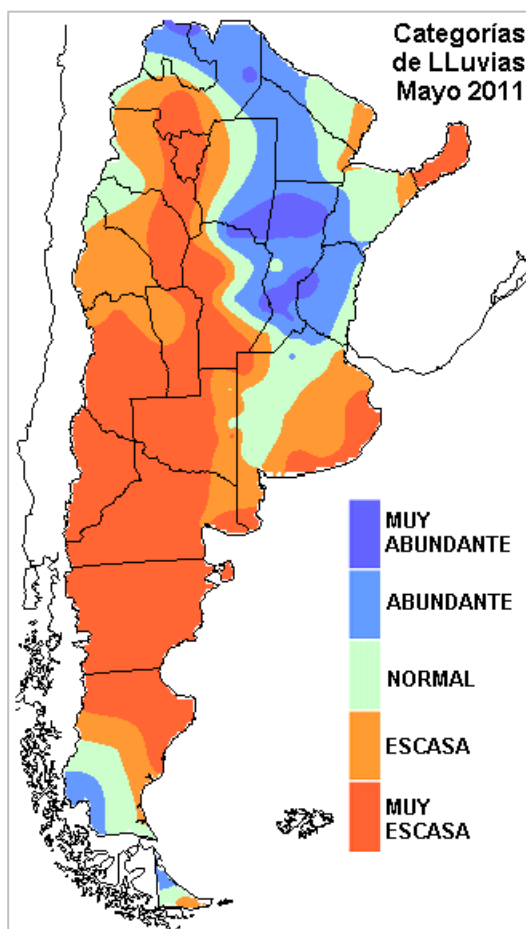 Categorías
de LLuvias
Mayo 2011
MUY
ABUNDANTE
ABUNDANTE
NORMAL
ESCASA
MUY
ESCASA